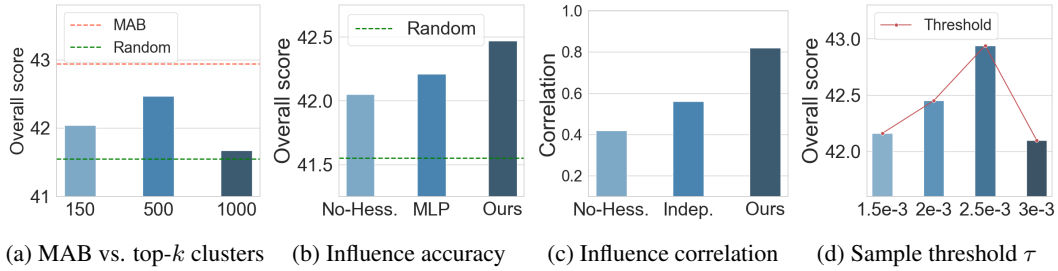 Overall score
43
42
41
MAB
Random
150 500 1000
(a) MAB vs. top-k clusters
Overall score
42.5
42.0
41.5
Random
No-Hess. MLP Ours
(b) Influence accuracy
Correlation
1.0
0.8
0.6
0.4
0.2
No-Hess. Indep. Ours
(c) Influence correlation
Overall score
43.0
42.5
42.0
Threshold
1.5e-3 2e-3 2.5e-3 3e-3
(d) Sample threshold τ